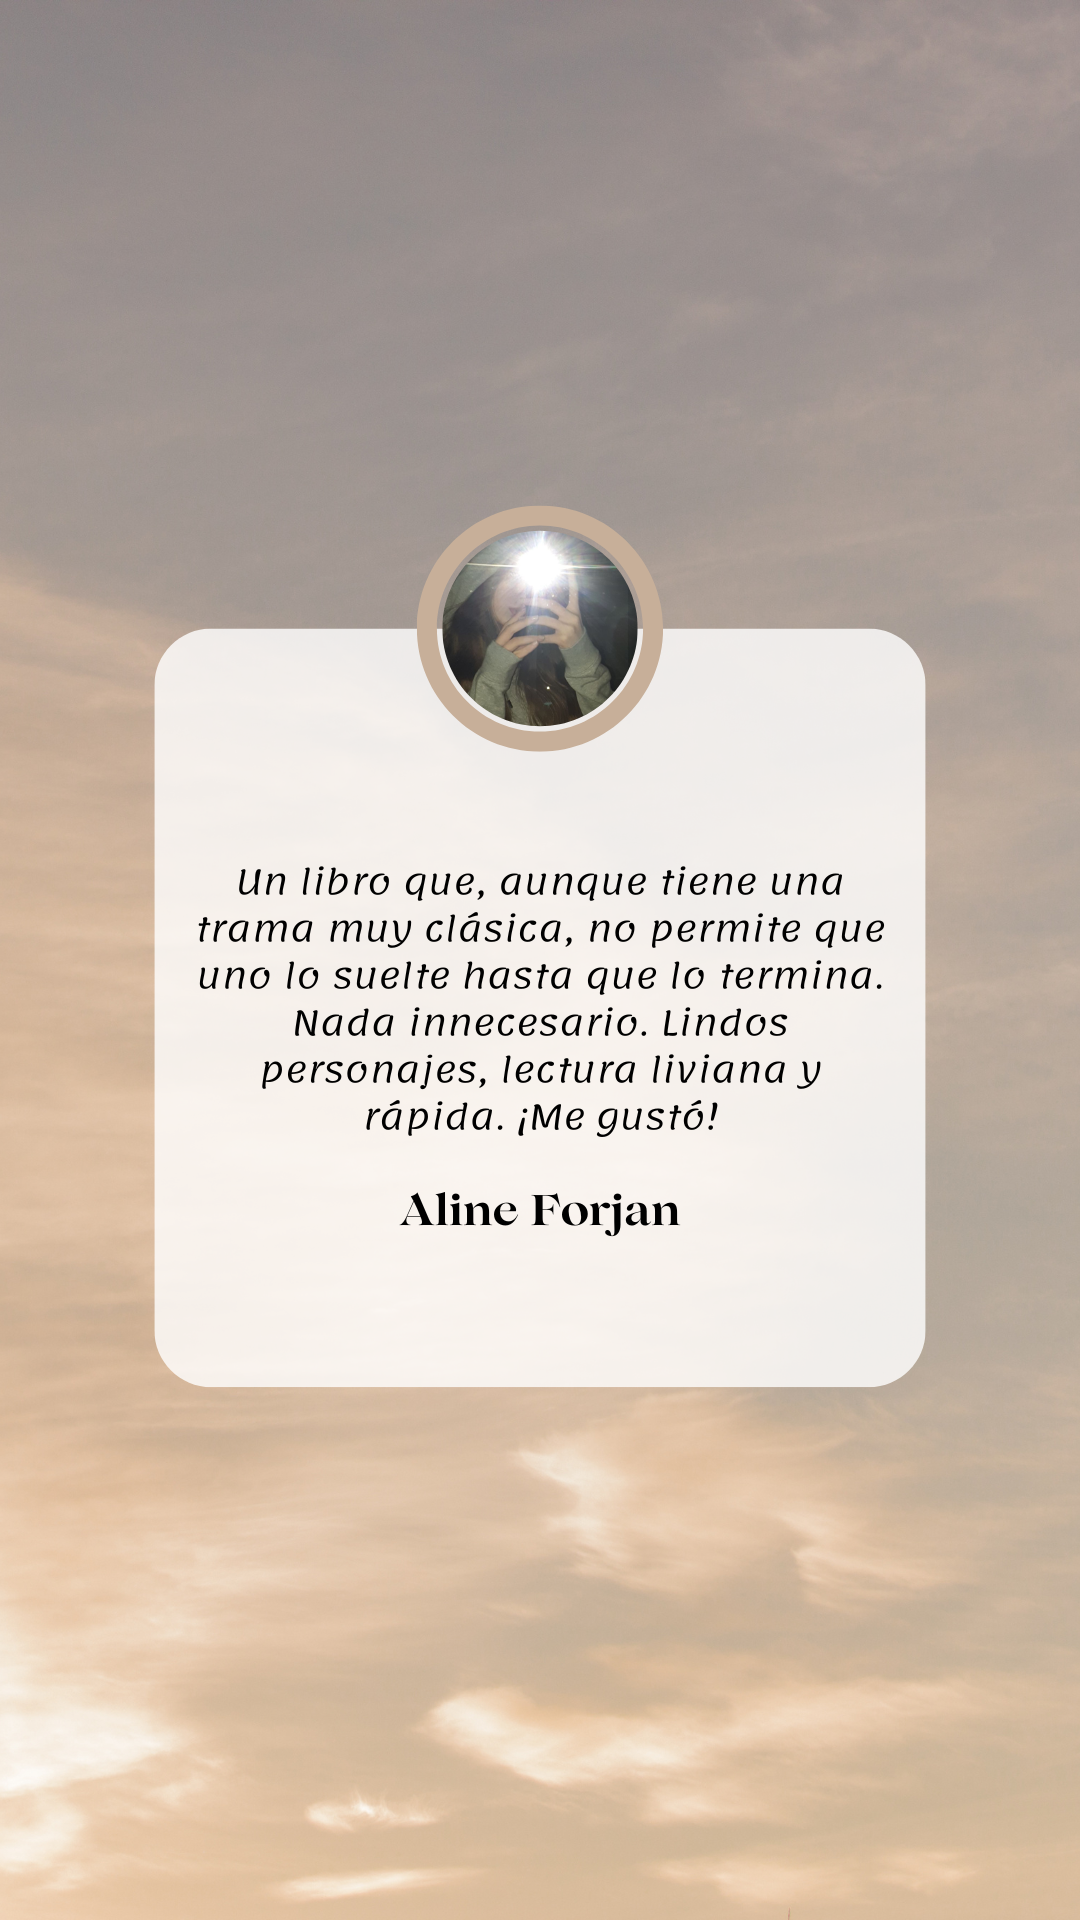 Un libro que, aunque tiene una
trama muy clásica, no permite que
uno lo suelte hasta que lo termina.
Nada innecesario. Lindos
personajes, lectura liviana y
rápida. ¡Me gustó!
Aline Forjan